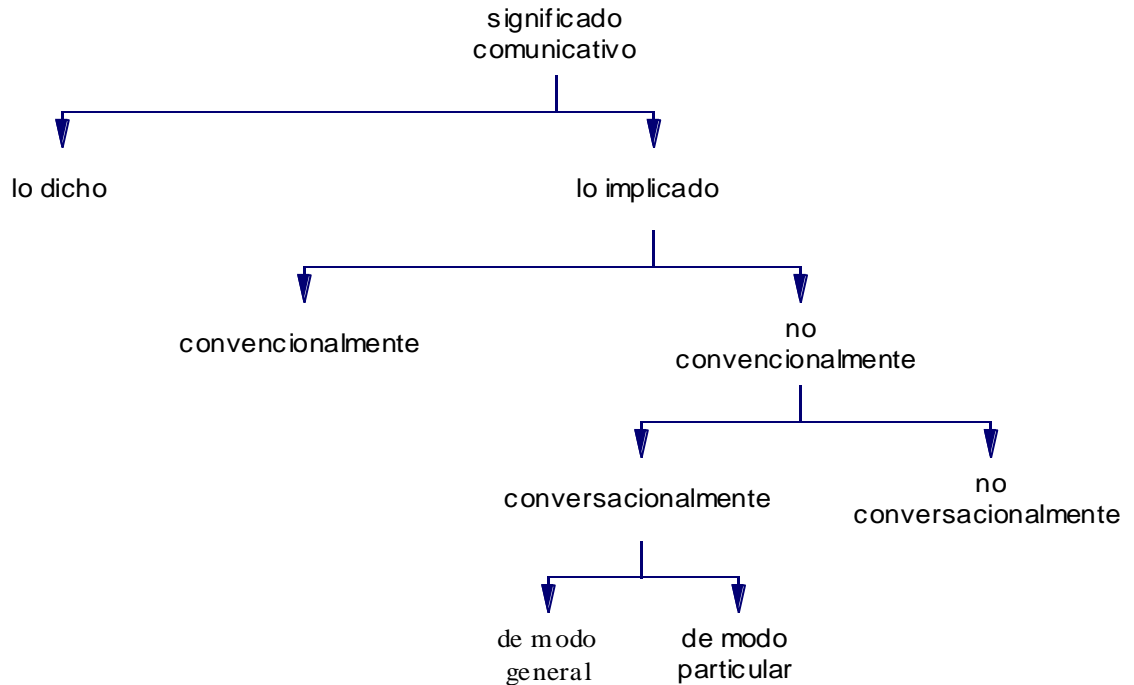 significado
comunicativo
lo dicho
lo implicado
convencionalmente
no
convencionalmente
conversacionalmente
no
conversacionalmente
de modo
general
de modo
particular